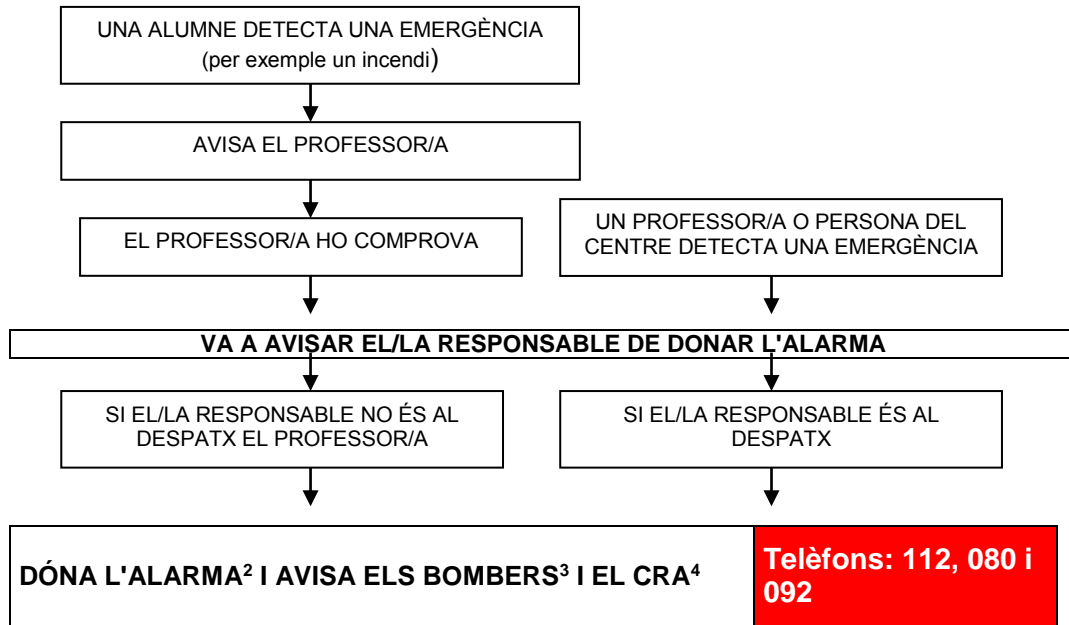 UNA ALUMNE DETECTA UNA EMERGÈNCIA
(per exemple un incendi)
AVISA EL PROFESSOR/A
EL PROFESSOR/A HO COMPROVA
UN PROFESSOR/A O PERSONA DEL
CENTRE DETECTA UNA EMERGÈNCIA
VA A AVISAR EL/LA RESPONSABLE DE DONAR L'ALARMA
SI EL/LA RESPONSABLE NO ÉS AL
DESPATX EL PROFESSOR/A
SI EL/LA RESPONSABLE ÉS AL
DESPATX
DÓNA L'ALARMA² I AVISA ELS BOMBERS³ I EL CRA⁴
Telèfons: 112, 080 i
092